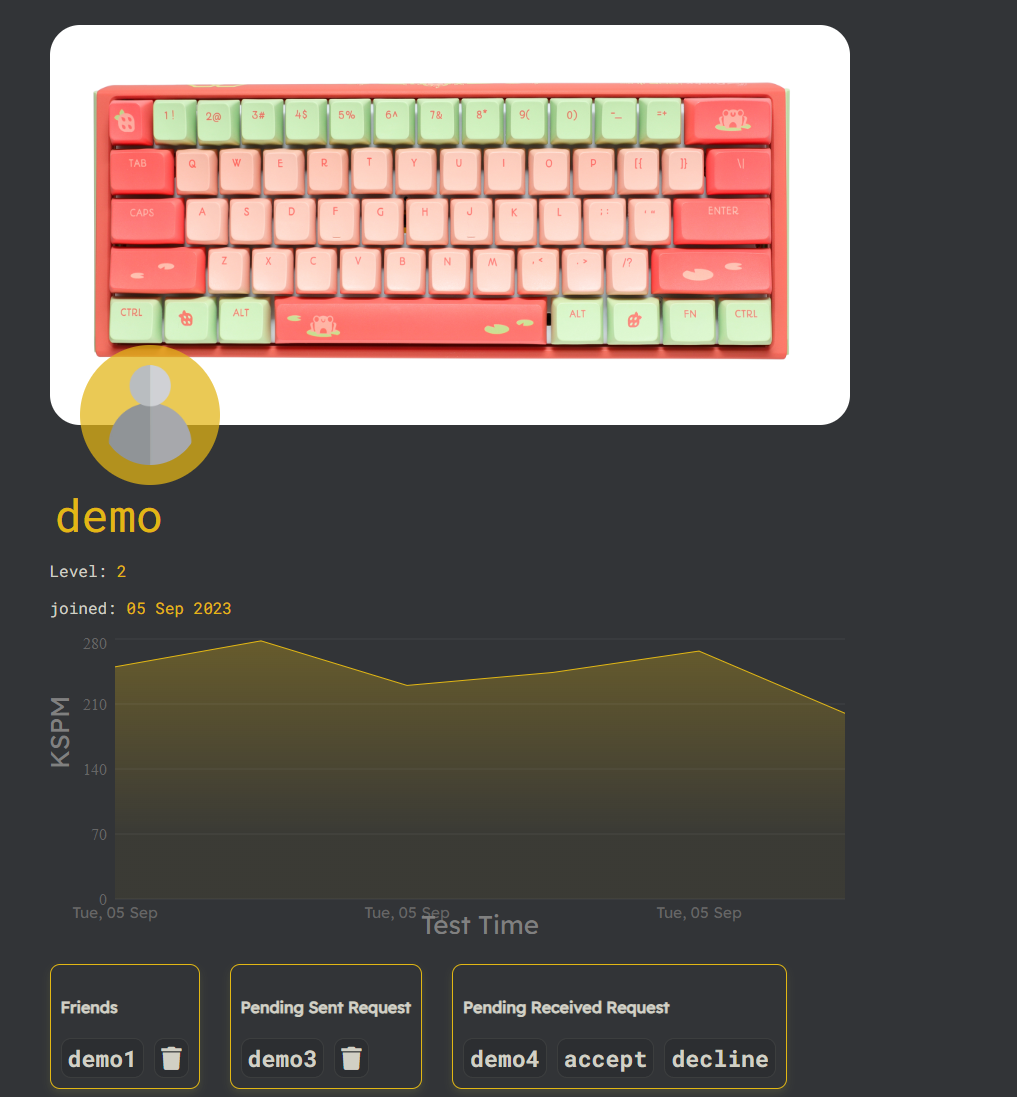 1! 2@ 3# 4$ 5% 6^ 7& 8* 9( 0) -_ =+
TAB Q W E R T Y U I O P [{ ]} \|
CAPS A S D F G H J K L ;: '" ENTER
Z X C V B N M ,< .> /?
CTRL ALT ALT FN CTRL
demo
Level: 2
joined: 05 Sep 2023
280
210
140
70
0
KSPM
Tue, 05 Sep Tue, 05 Sep Tue, 05 Sep
Test Time
Friends
demo1
Pending Sent Request
demo3
Pending Received Request
demo4 accept decline